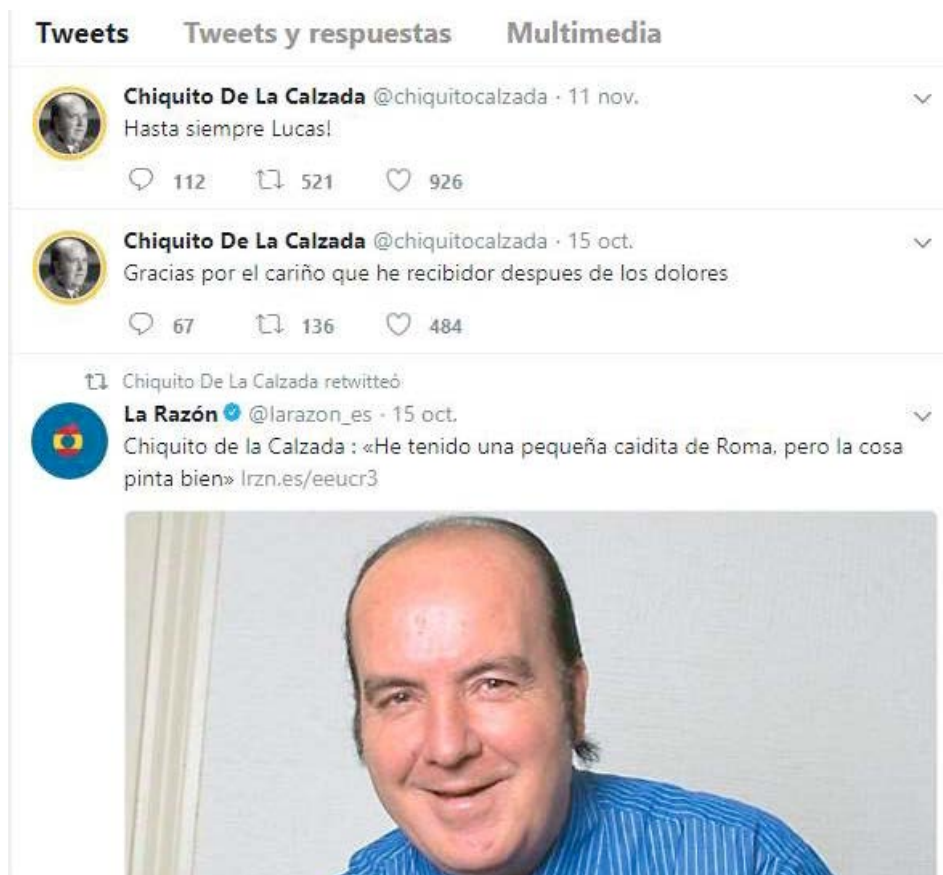 Tweets Tweets y respuestas Multimedia
Chiquito De La Calzada @chiquitocalzada · 11 nov.
Hasta siempre Lucas!
112 521 926
Chiquito De La Calzada @chiquitocalzada · 15 oct.
Gracias por el cariño que he recibidor despues de los dolores
67 136 484
Chiquito De La Calzada retwitteó
La Razón @larazon_es · 15 oct.
Chiquito de la Calzada : «He tenido una pequeña caidita de Roma, pero la cosa
pinta bien» lrzn.es/eeucr3